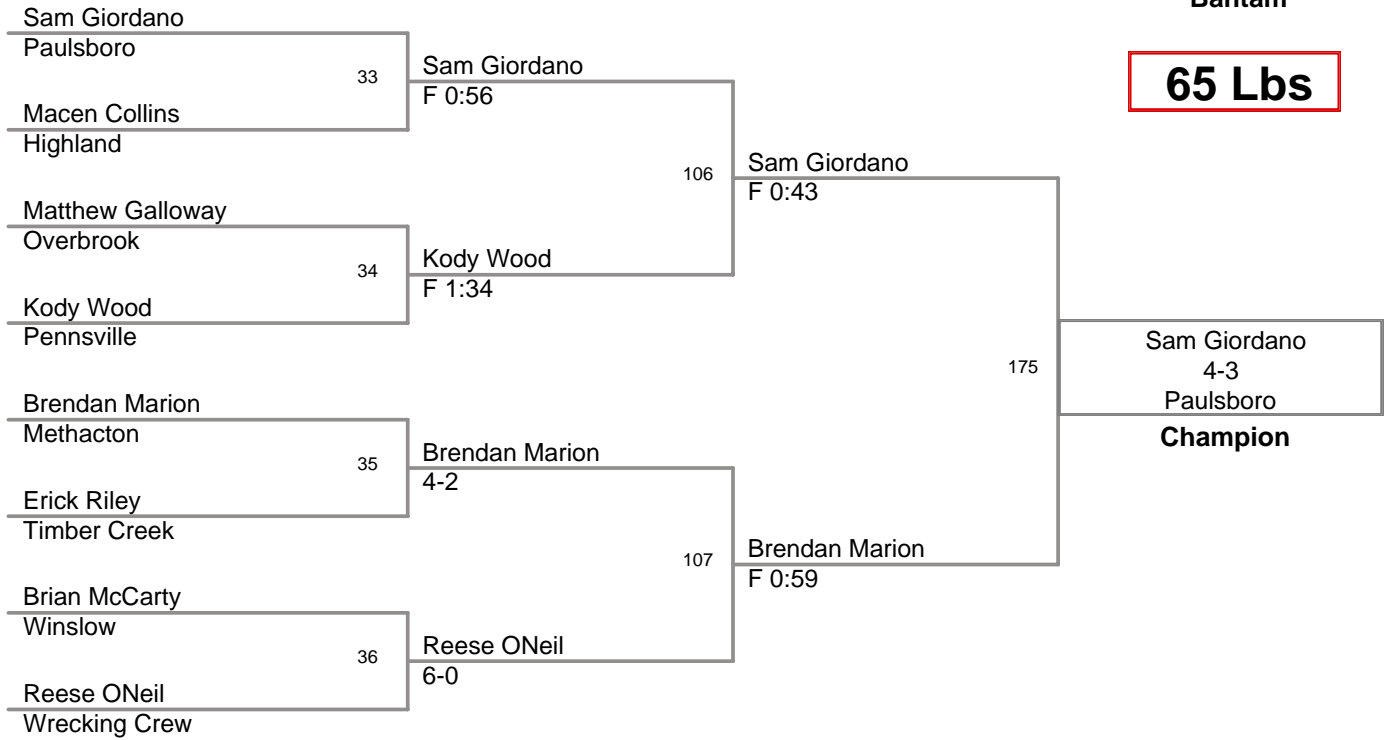 Bantam
65 Lbs
Sam Giordano
Paulsboro
33
Macen Collins
Highland
Sam Giordano
F 0:56
Matthew Galloway
Overbrook
34
Kody Wood
Pennsville
Kody Wood
F 1:34
106
Sam Giordano
F 0:43
Brendan Marion
Methacton
35
Erick Riley
Timber Creek
Brendan Marion
4-2
Brian McCarty
Winslow
36
Reese ONeil
Wrecking Crew
Reese ONeil
6-0
107
Brendan Marion
F 0:59
175
Sam Giordano
4-3
Paulsboro
Champion